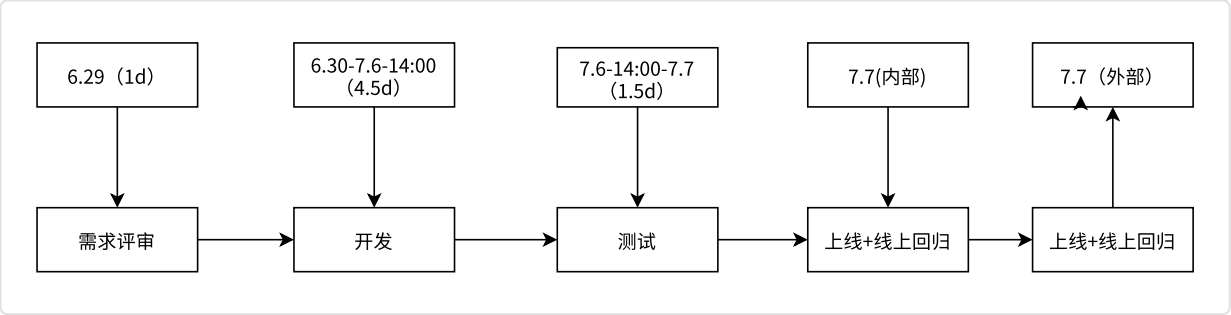 6.29（1d）
6.30-7.6-14:00
（4.5d）
7.6-14:00-7.7
（1.5d）
7.7(内部)
7.7（外部）
需求评审
开发
测试
上线+线上回归
上线+线上回归